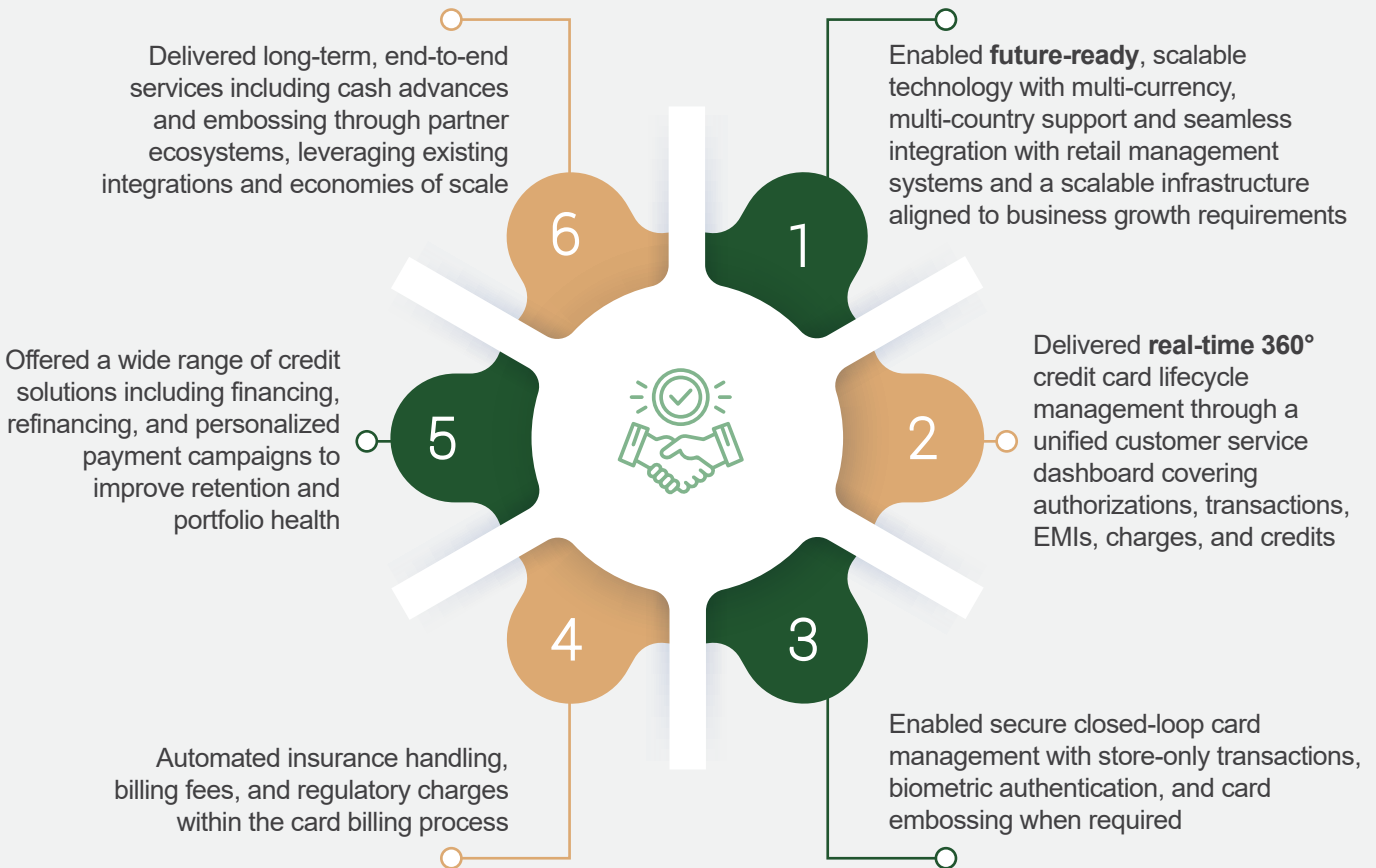 1
Enabled future-ready, scalable
technology with multi-currency,
multi-country support and seamless
integration with retail management
systems and a scalable infrastructure
aligned to business growth requirements
2
Delivered real-time 360°
credit card lifecycle
management through a
unified customer service
dashboard covering
authorizations, transactions,
EMIs, charges, and credits
3
Enabled secure closed-loop card
management with store-only transactions,
biometric authentication, and card
embossing when required
4
Automated insurance handling,
billing fees, and regulatory charges
within the card billing process
5
Offered a wide range of credit
solutions including financing,
refinancing, and personalized
payment campaigns to
improve retention and
portfolio health
6
Delivered long-term, end-to-end
services including cash advances
and embossing through partner
ecosystems, leveraging existing
integrations and economies of scale